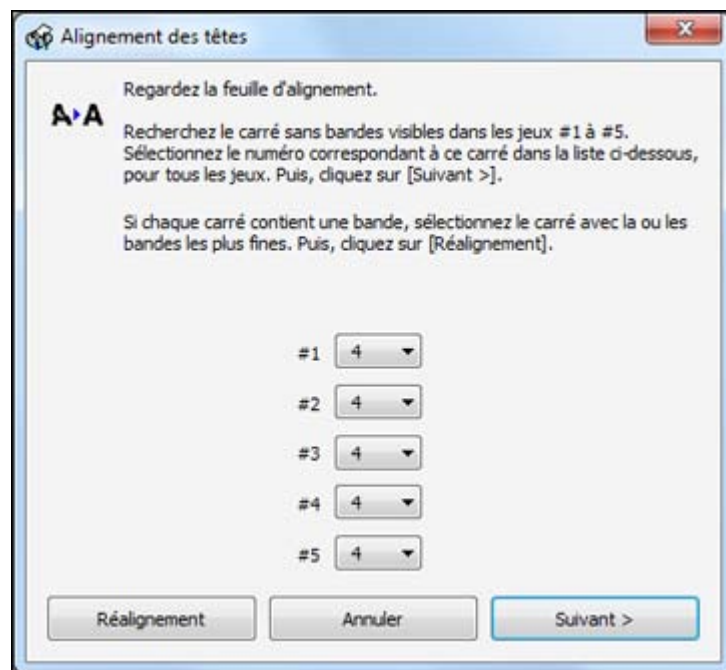 Alignement des têtes
Regardez la feuille d'alignement.
A A
Recherchez le carré sans bandes visibles dans les jeux #1 à #5.
Sélectionnez le numéro correspondant à ce carré dans la liste ci-dessous,
pour tous les jeux. Puis, cliquez sur [Suivant >].
Si chaque carré contient une bande, sélectionnez le carré avec la ou les
bandes les plus fines. Puis, cliquez sur [Réalignement].
#1 4
#2 4
#3 4
#4 4
#5 4
Réalignement Annuler Suivant >